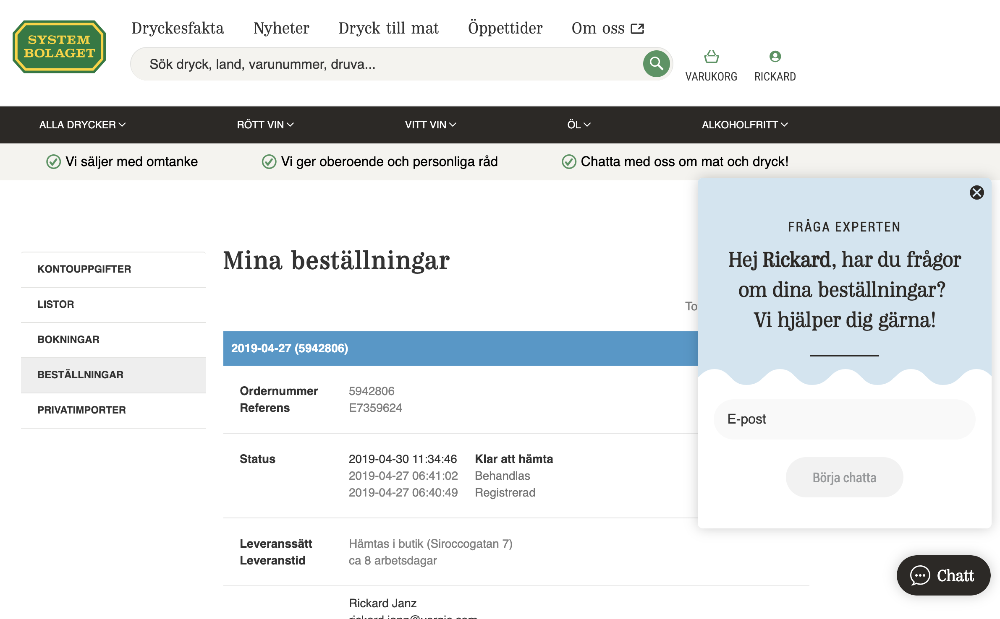 SYSTEM
BOLAGET
Dryckesfakta Nyheter Dryck till mat Öppettider Om oss
Sök dryck, land, varunummer, druva...
VARUKORG RICKARD
ALLA DRYCKER RÖTT VIN VITT VIN ÖL ALKOHOLFRITT
Vi säljer med omtanke Vi ger oberoende och personliga råd Chatta med oss om mat och dryck!
KONTOUPPGIFTER
LISTOR
BOKNINGAR
BESTÄLLNINGAR
PRIVATIMPORTER
Mina beställningar
To
2019-04-27 (5942806)
Ordernummer 5942806
Referens E7359624
Status 2019-04-30 11:34:46 Klar att hämta
2019-04-27 06:41:02 Behandlas
2019-04-27 06:40:49 Registrerad
Leveranssätt Hämtas i butik (Siroccogatan 7)
Leveranstid ca 8 arbetsdagar
Rickard Janz
FRÅGA EXPERTEN
Hej Rickard, har du frågor
om dina beställningar?
Vi hjälper dig gärna!
E-post
Börja chatta
Chatt